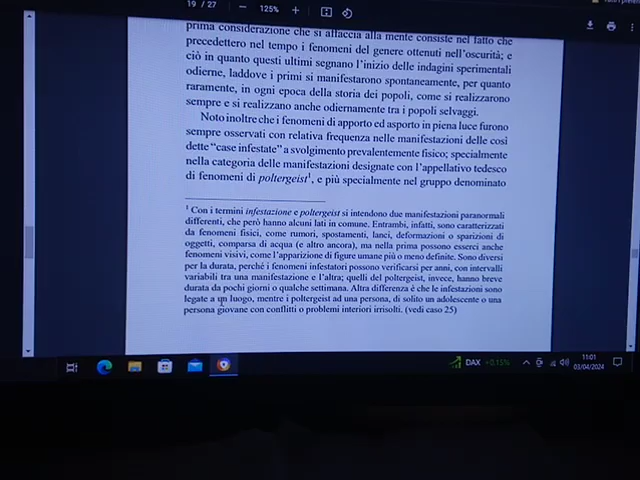 19 / 27
125%
prima considerazione che si affaccia alla mente consiste nel fatto che
precedettero nel tempo i fenomeni del genere ottenuti nell'oscurità; e
ciò in quanto questi ultimi segnano l'inizio delle indagini sperimentali
odierne, laddove i primi si manifestarono spontaneamente, per quanto
raramente, in ogni epoca della storia dei popoli, come si realizzarono
sempre e si realizzano anche odiernamente tra i popoli selvaggi.
Noto inoltre che i fenomeni di apporto ed asporto in piena luce furono
sempre osservati con relativa frequenza nelle manifestazioni delle così
dette "case infestate" a svolgimento prevalentemente fisico; specialmente
nella categoria delle manifestazioni designate con l'appellativo tedesco
di fenomeni di poltergeist¹, e più specialmente nel gruppo denominato
¹ Con i termini infestazione e poltergeist si intendono due manifestazioni paranormali
differenti, che però hanno alcuni lati in comune. Entrambi, infatti, sono caratterizzati
da fenomeni fisici, come rumori, spostamenti, lanci, deformazioni o sparizioni di
oggetti, comparsa di acqua (e altro ancora), ma nella prima possono esserci anche
fenomeni visivi, come l'apparizione di figure umane più o meno definite. Sono diversi
per la durata, perché i fenomeni infestatori possono verificarsi per anni, con intervalli
variabili tra una manifestazione e l'altra; quelli del poltergeist, invece, hanno breve
durata da pochi giorni o qualche settimana. Altra differenza è che le infestazioni sono
legate a un luogo, mentre i poltergeist ad una persona, di solito un adolescente o una
persona giovane con conflitti o problemi interiori irrisolti. (vedi caso 25)
DAX +0.15%
11:01
03/04/2024